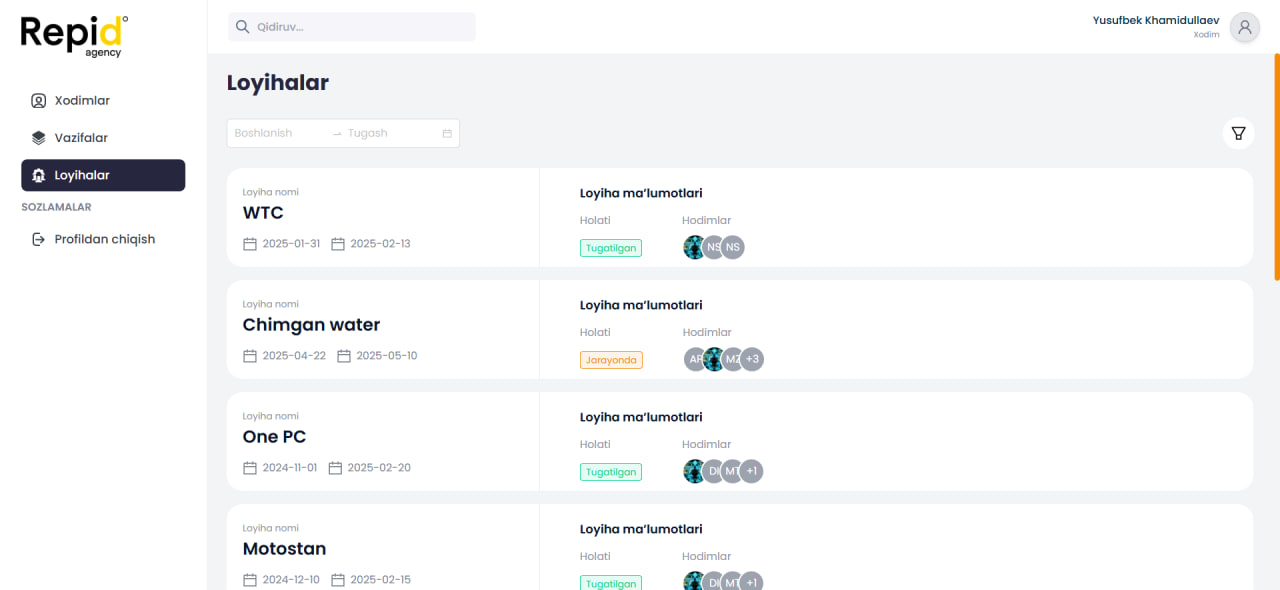 Repid
agency
Qidiruv...
Yusufbek Khamidullaev
Xodim
Xodimlar
Vazifalar
Loyihalar
SOZLAMALAR
Profildan chiqish
Loyihalar
Boshlanish → Tugash
Loyiha nomi
WTC
2025-01-31 2025-02-13
Loyiha ma’lumotlari
Holati Hodimlar
Tugatilgan NS NS
Loyiha nomi
Chimgan water
2025-04-22 2025-05-10
Loyiha ma’lumotlari
Holati Hodimlar
Jarayonda AR MZ +3
Loyiha nomi
One PC
2024-11-01 2025-02-20
Loyiha ma’lumotlari
Holati Hodimlar
Tugatilgan DI MT +1
Loyiha nomi
Motostan
2024-12-10 2025-02-15
Loyiha ma’lumotlari
Holati Hodimlar
Tugatilgan DI MT +1